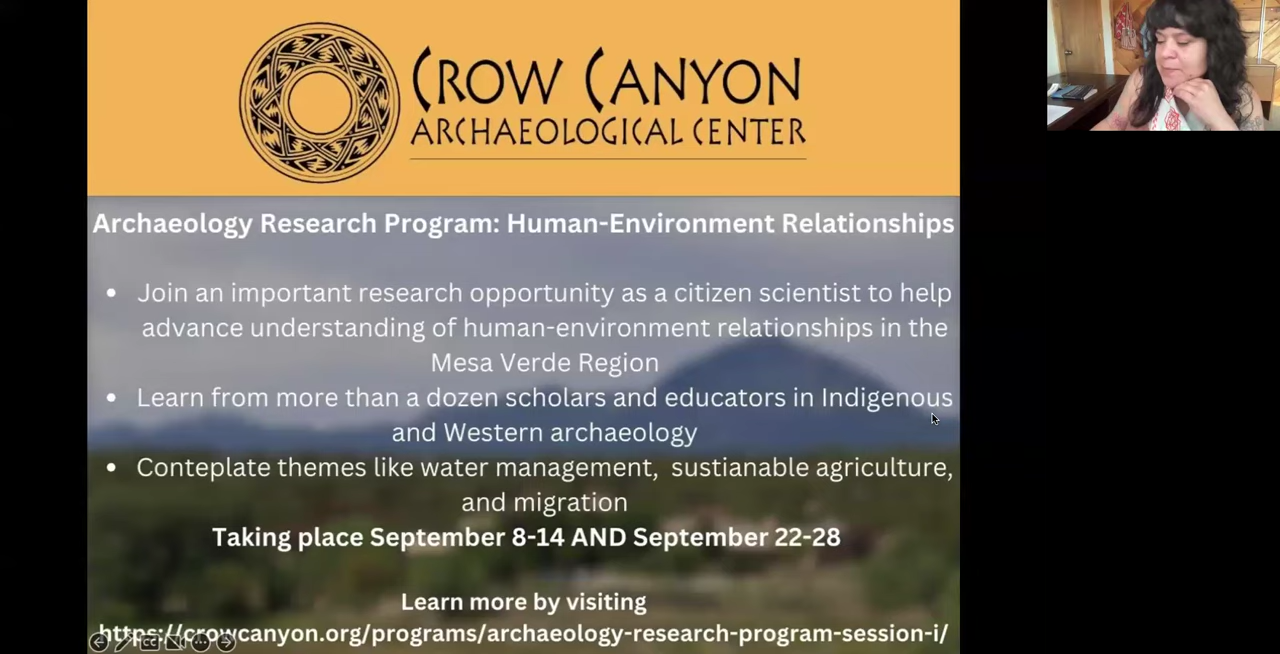 CROW CANYON
ARCHAEOLOGICAL CENTER
Archaeology Research Program: Human-Environment Relationships
• Join an important research opportunity as a citizen scientist to help
advance understanding of human-environment relationships in the
Mesa Verde Region
• Learn from more than a dozen scholars and educators in Indigenous
and Western archaeology
• Conteplate themes like water management, sustianable agriculture,
and migration
Taking place September 8-14 AND September 22-28
Learn more by visiting
https://crowcanyon.org/programs/archaeology-research-program-session-i/
CC